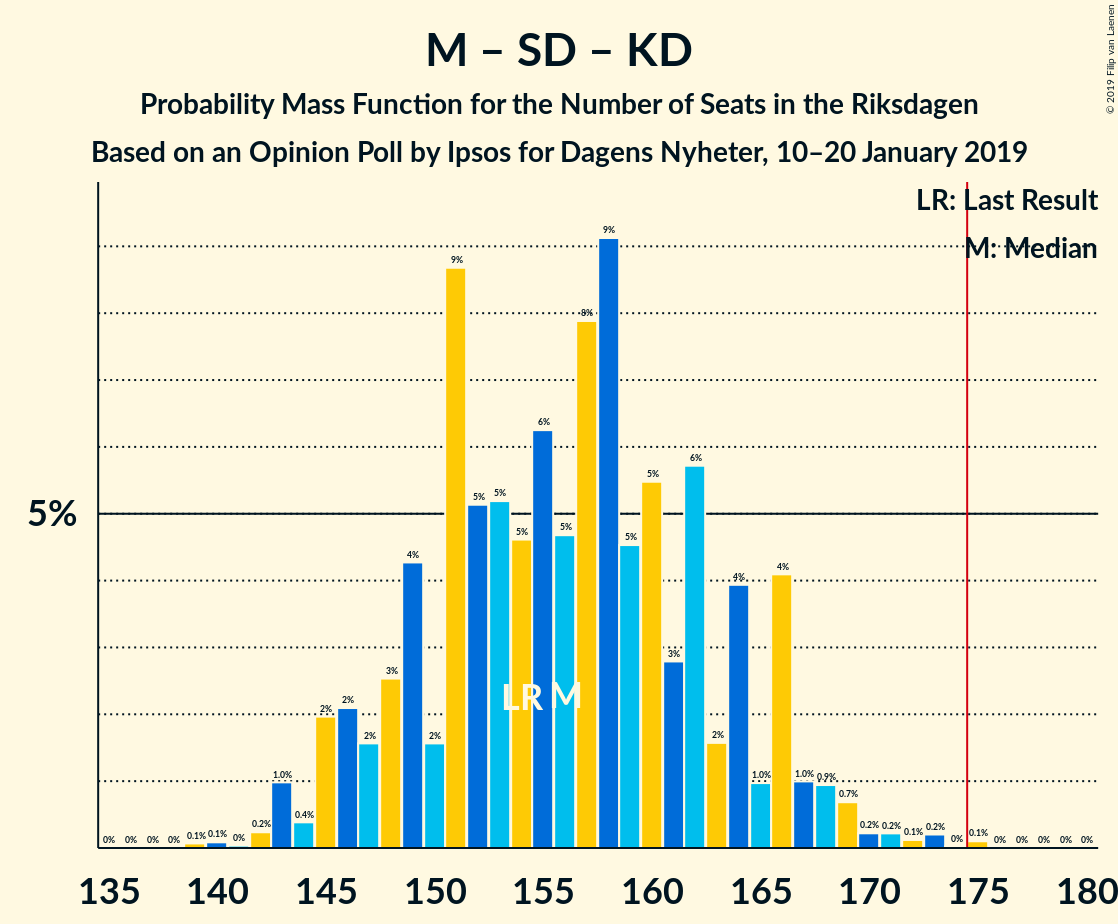 M – SD – KD
Probability Mass Function for the Number of Seats in the Riksdagen
Based on an Opinion Poll by Ipsos for Dagens Nyheter, 10–20 January 2019
© 2019 Filip van Laenen
LR: Last Result
M: Median
5%
0% 0% 0% 0% 0.1% 0.1% 0% 0.2% 1.0% 0.4% 2% 2% 2% 3% 4% 2% 9% 5% 5% 5% 6% 5% 8% 9% 5% 5% 3% 6% 2% 4% 1.0% 4% 1.0% 0.9% 0.7% 0.2% 0.2% 0.1% 0.2% 0% 0.1% 0% 0% 0% 0% 0%
LR M
135 140 145 150 155 160 165 170 175 180